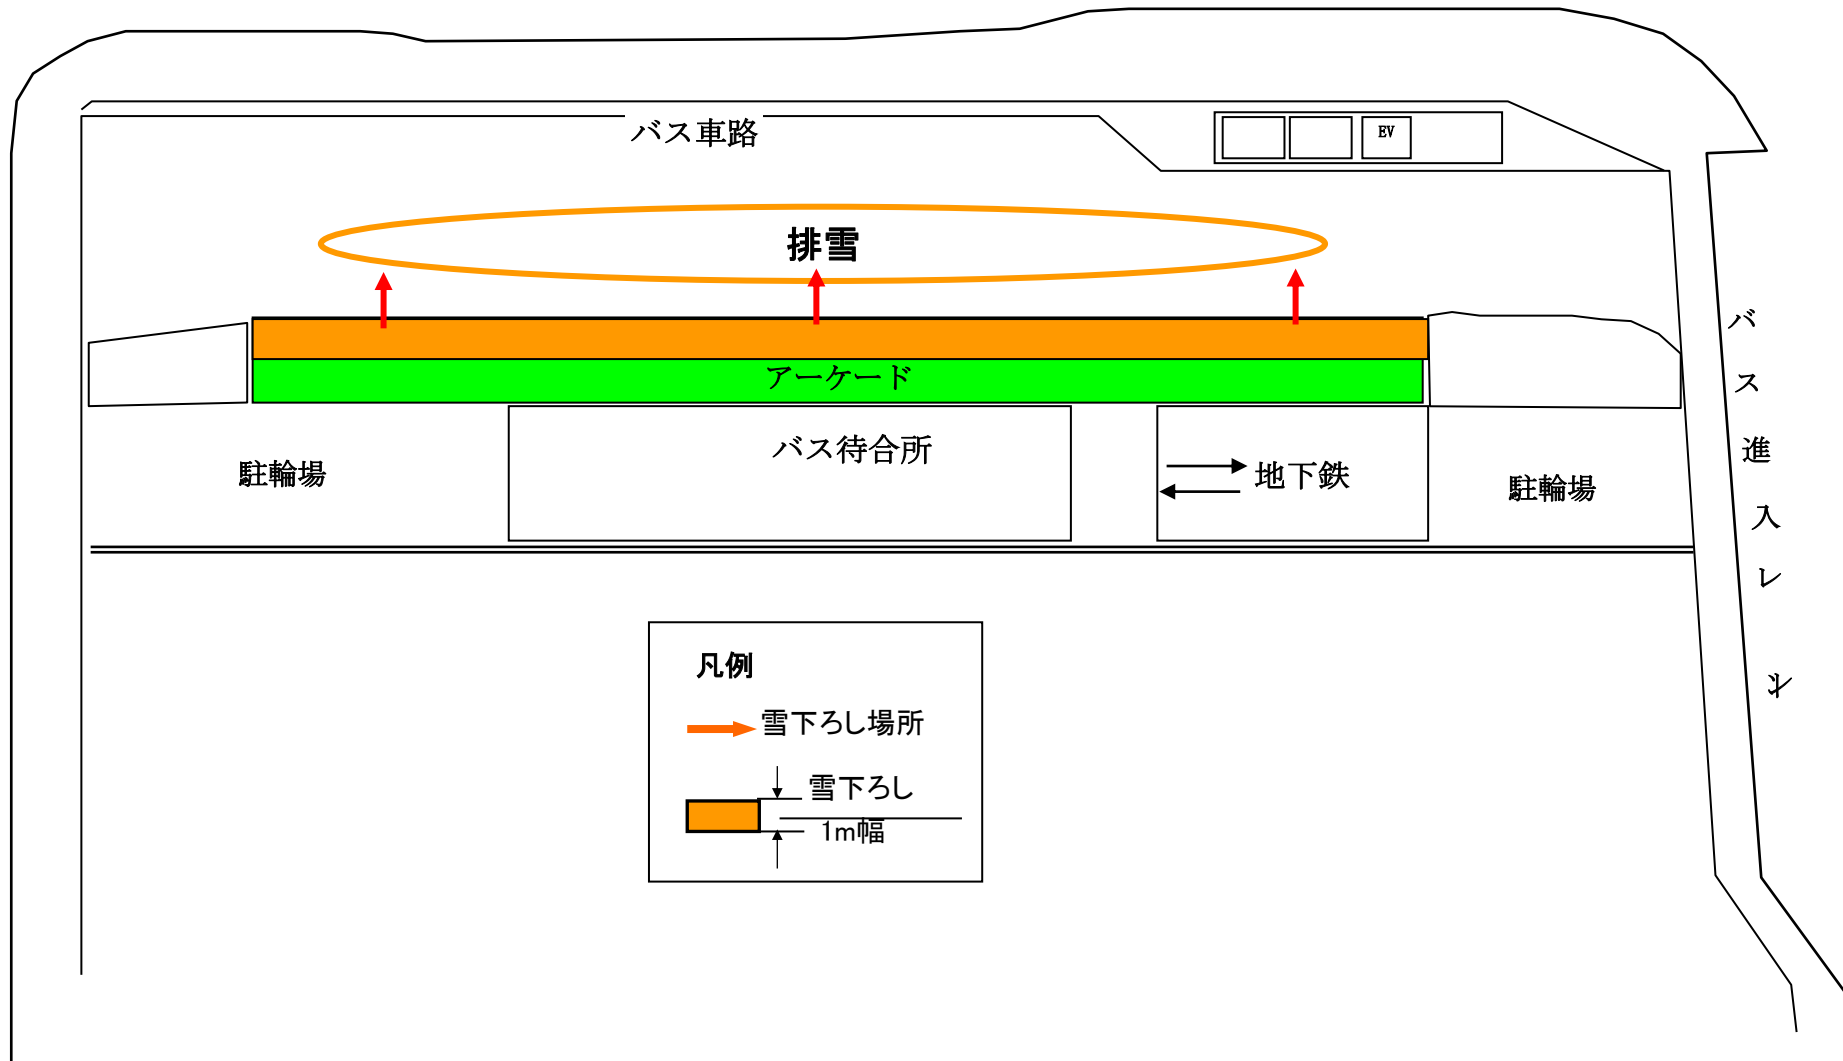 バス車路
EV
排雪
アーケード
バス待合所
地下鉄
駐輪場
駐輪場
バス進入レーン
凡例
雪下ろし場所
雪下ろし
1m幅